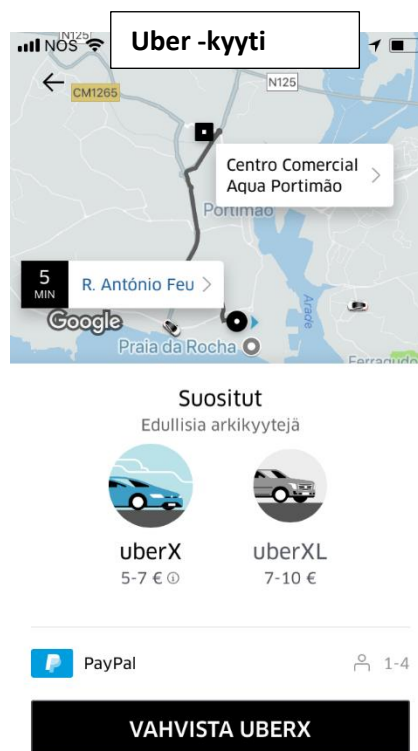 N125
NOS
Uber -kyyti
CM1265
N125
Centro Comercial
Aqua Portimão
Portimão
5
MIN
R. António Feu
Google
Arade
Praia da Rocha
Ferragudo
Suositut
Edullisia arkikyytejä
uberX
uberXL
5-7 €
7-10 €
PayPal
1-4
VAHVISTA UBERX